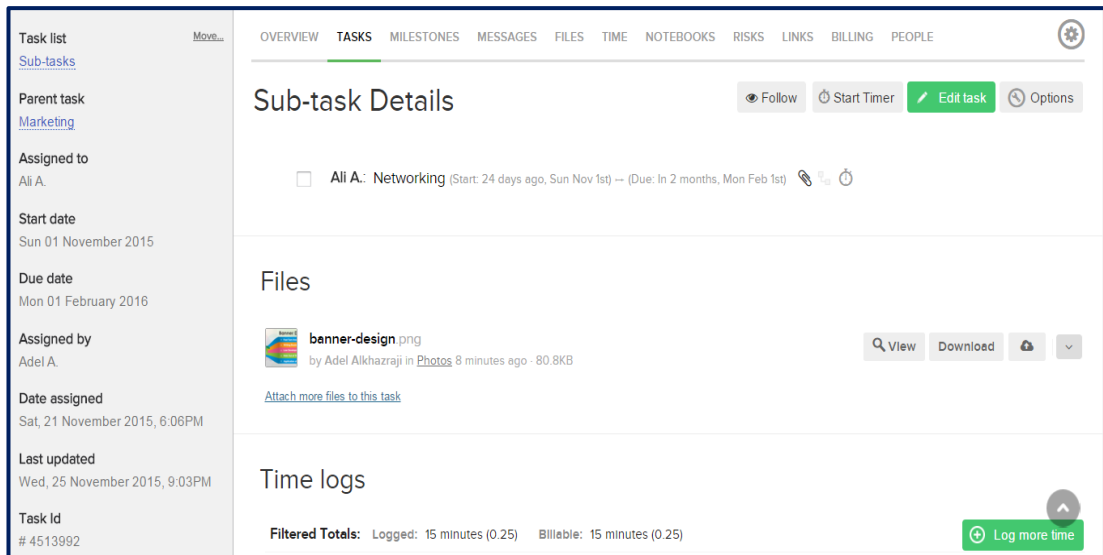 Task list Move...
Sub-tasks
Parent task
Marketing
Assigned to
Ali A.
Start date
Sun 01 November 2015
Due date
Mon 01 February 2016
Assigned by
Adel A.
Date assigned
Sat, 21 November 2015, 6:06PM
Last updated
Wed, 25 November 2015, 9:03PM
Task Id
# 4513992
OVERVIEW TASKS MILESTONES MESSAGES FILES TIME NOTEBOOKS RISKS LINKS BILLING PEOPLE
Sub-task Details
Follow Start Timer Edit task Options
Ali A.: Networking (Start: 24 days ago, Sun Nov 1st) -- (Due: In 2 months, Mon Feb 1st)
Files
banner-design.png
by Adel Alkhazraji in Photos 8 minutes ago · 80.8KB
View Download
Attach more files to this task
Time logs
Filtered Totals: Logged: 15 minutes (0.25) Billable: 15 minutes (0.25)
Log more time